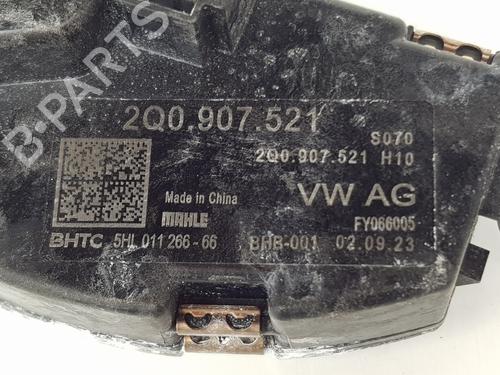 B-PARTS
2Q0.907.521
S070
2Q0.907.521 H10
Made in China
VW AG
MAHLE
FY066005
BHTC 5HL 011 266-66
BHB-001 02.09.23